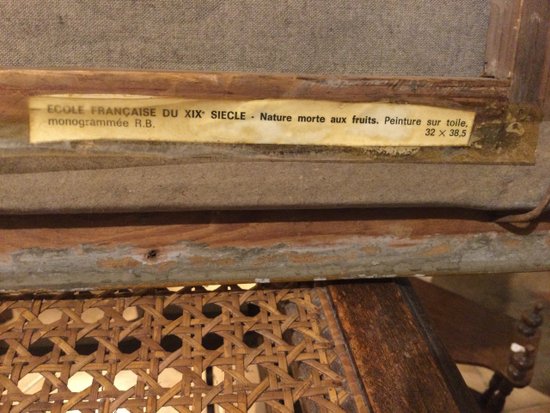 ECOLE FRANÇAISE DU XIXe SIECLE - Nature morte aux fruits. Peinture sur toile,
monogrammée R.B. 32 × 38,5